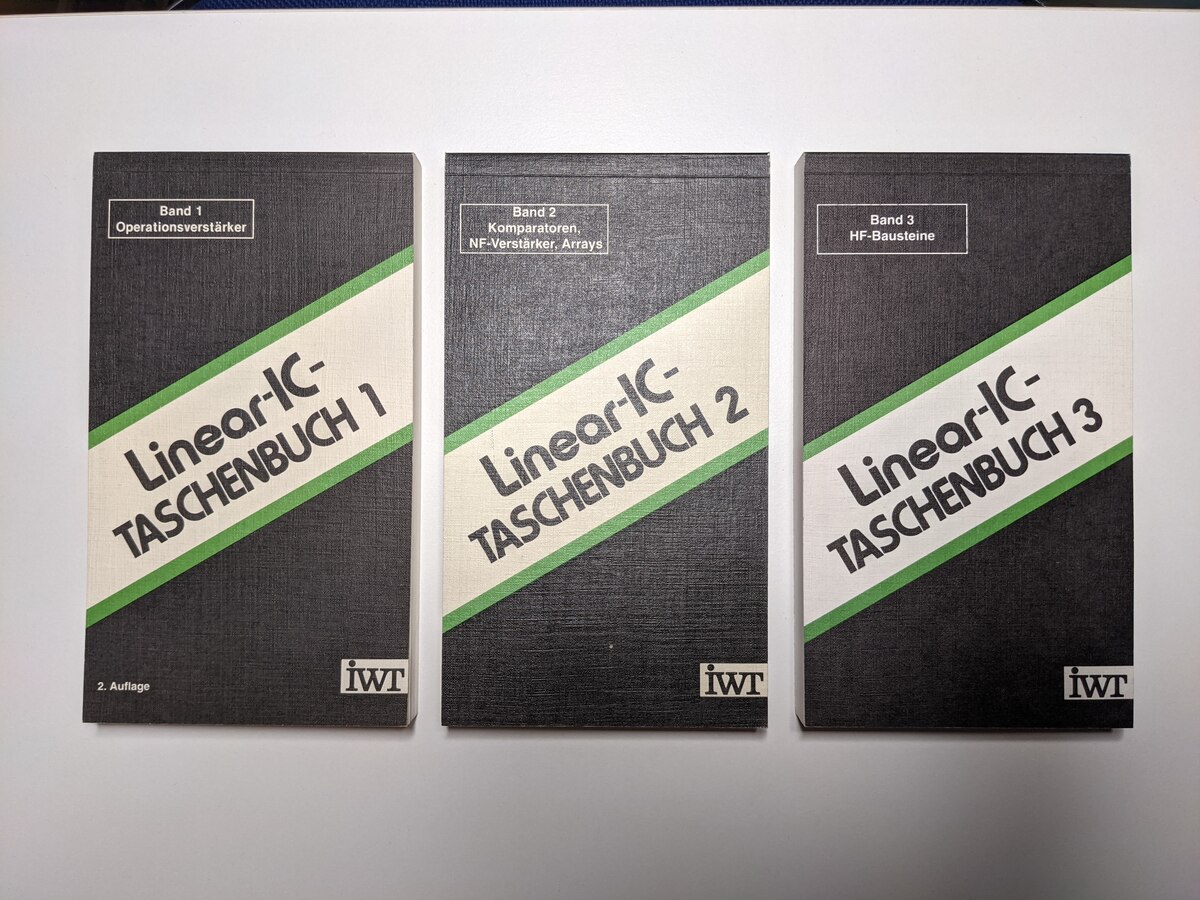 Band 1
Operationsverstärker
Linear-IC-
TASCHENBUCH 1
2. Auflage
iWT
Band 2
Komparatoren,
NF-Verstärker, Arrays
Linear-IC-
TASCHENBUCH 2
iWT
Band 3
HF-Bausteine
Linear-IC-
TASCHENBUCH 3
iWT